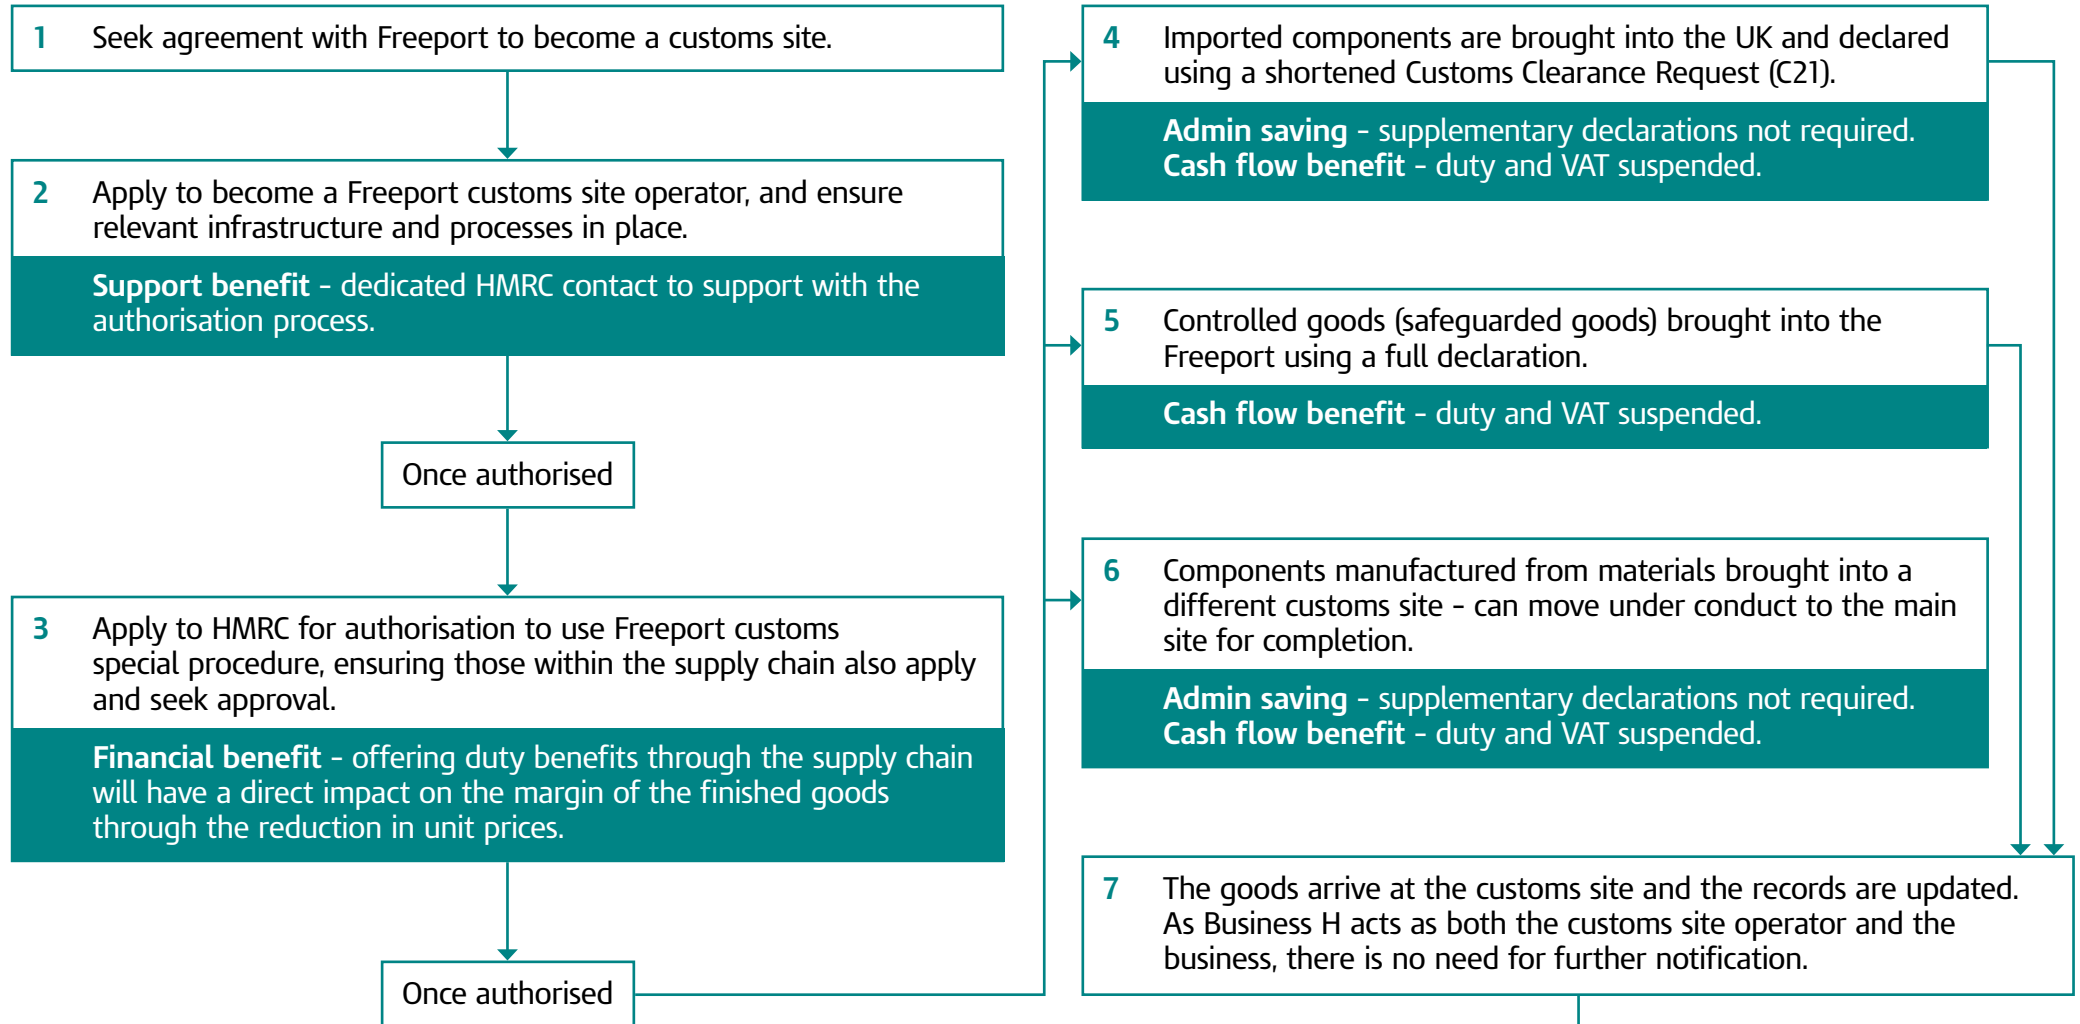 1 Seek agreement with Freeport to become a customs site.
2 Apply to become a Freeport customs site operator, and ensure
relevant infrastructure and processes in place.
Support benefit – dedicated HMRC contact to support with the
authorisation process.
Once authorised
3 Apply to HMRC for authorisation to use Freeport customs
special procedure, ensuring those within the supply chain also apply
and seek approval.
Financial benefit – offering duty benefits through the supply chain
will have a direct impact on the margin of the finished goods
through the reduction in unit prices.
Once authorised
4 Imported components are brought into the UK and declared
using a shortened Customs Clearance Request (C21).
Admin saving – supplementary declarations not required.
Cash flow benefit – duty and VAT suspended.
5 Controlled goods (safeguarded goods) brought into the
Freeport using a full declaration.
Cash flow benefit – duty and VAT suspended.
6 Components manufactured from materials brought into a
different customs site – can move under conduct to the main
site for completion.
Admin saving – supplementary declarations not required.
Cash flow benefit – duty and VAT suspended.
7 The goods arrive at the customs site and the records are updated.
As Business H acts as both the customs site operator and the
business, there is no need for further notification.